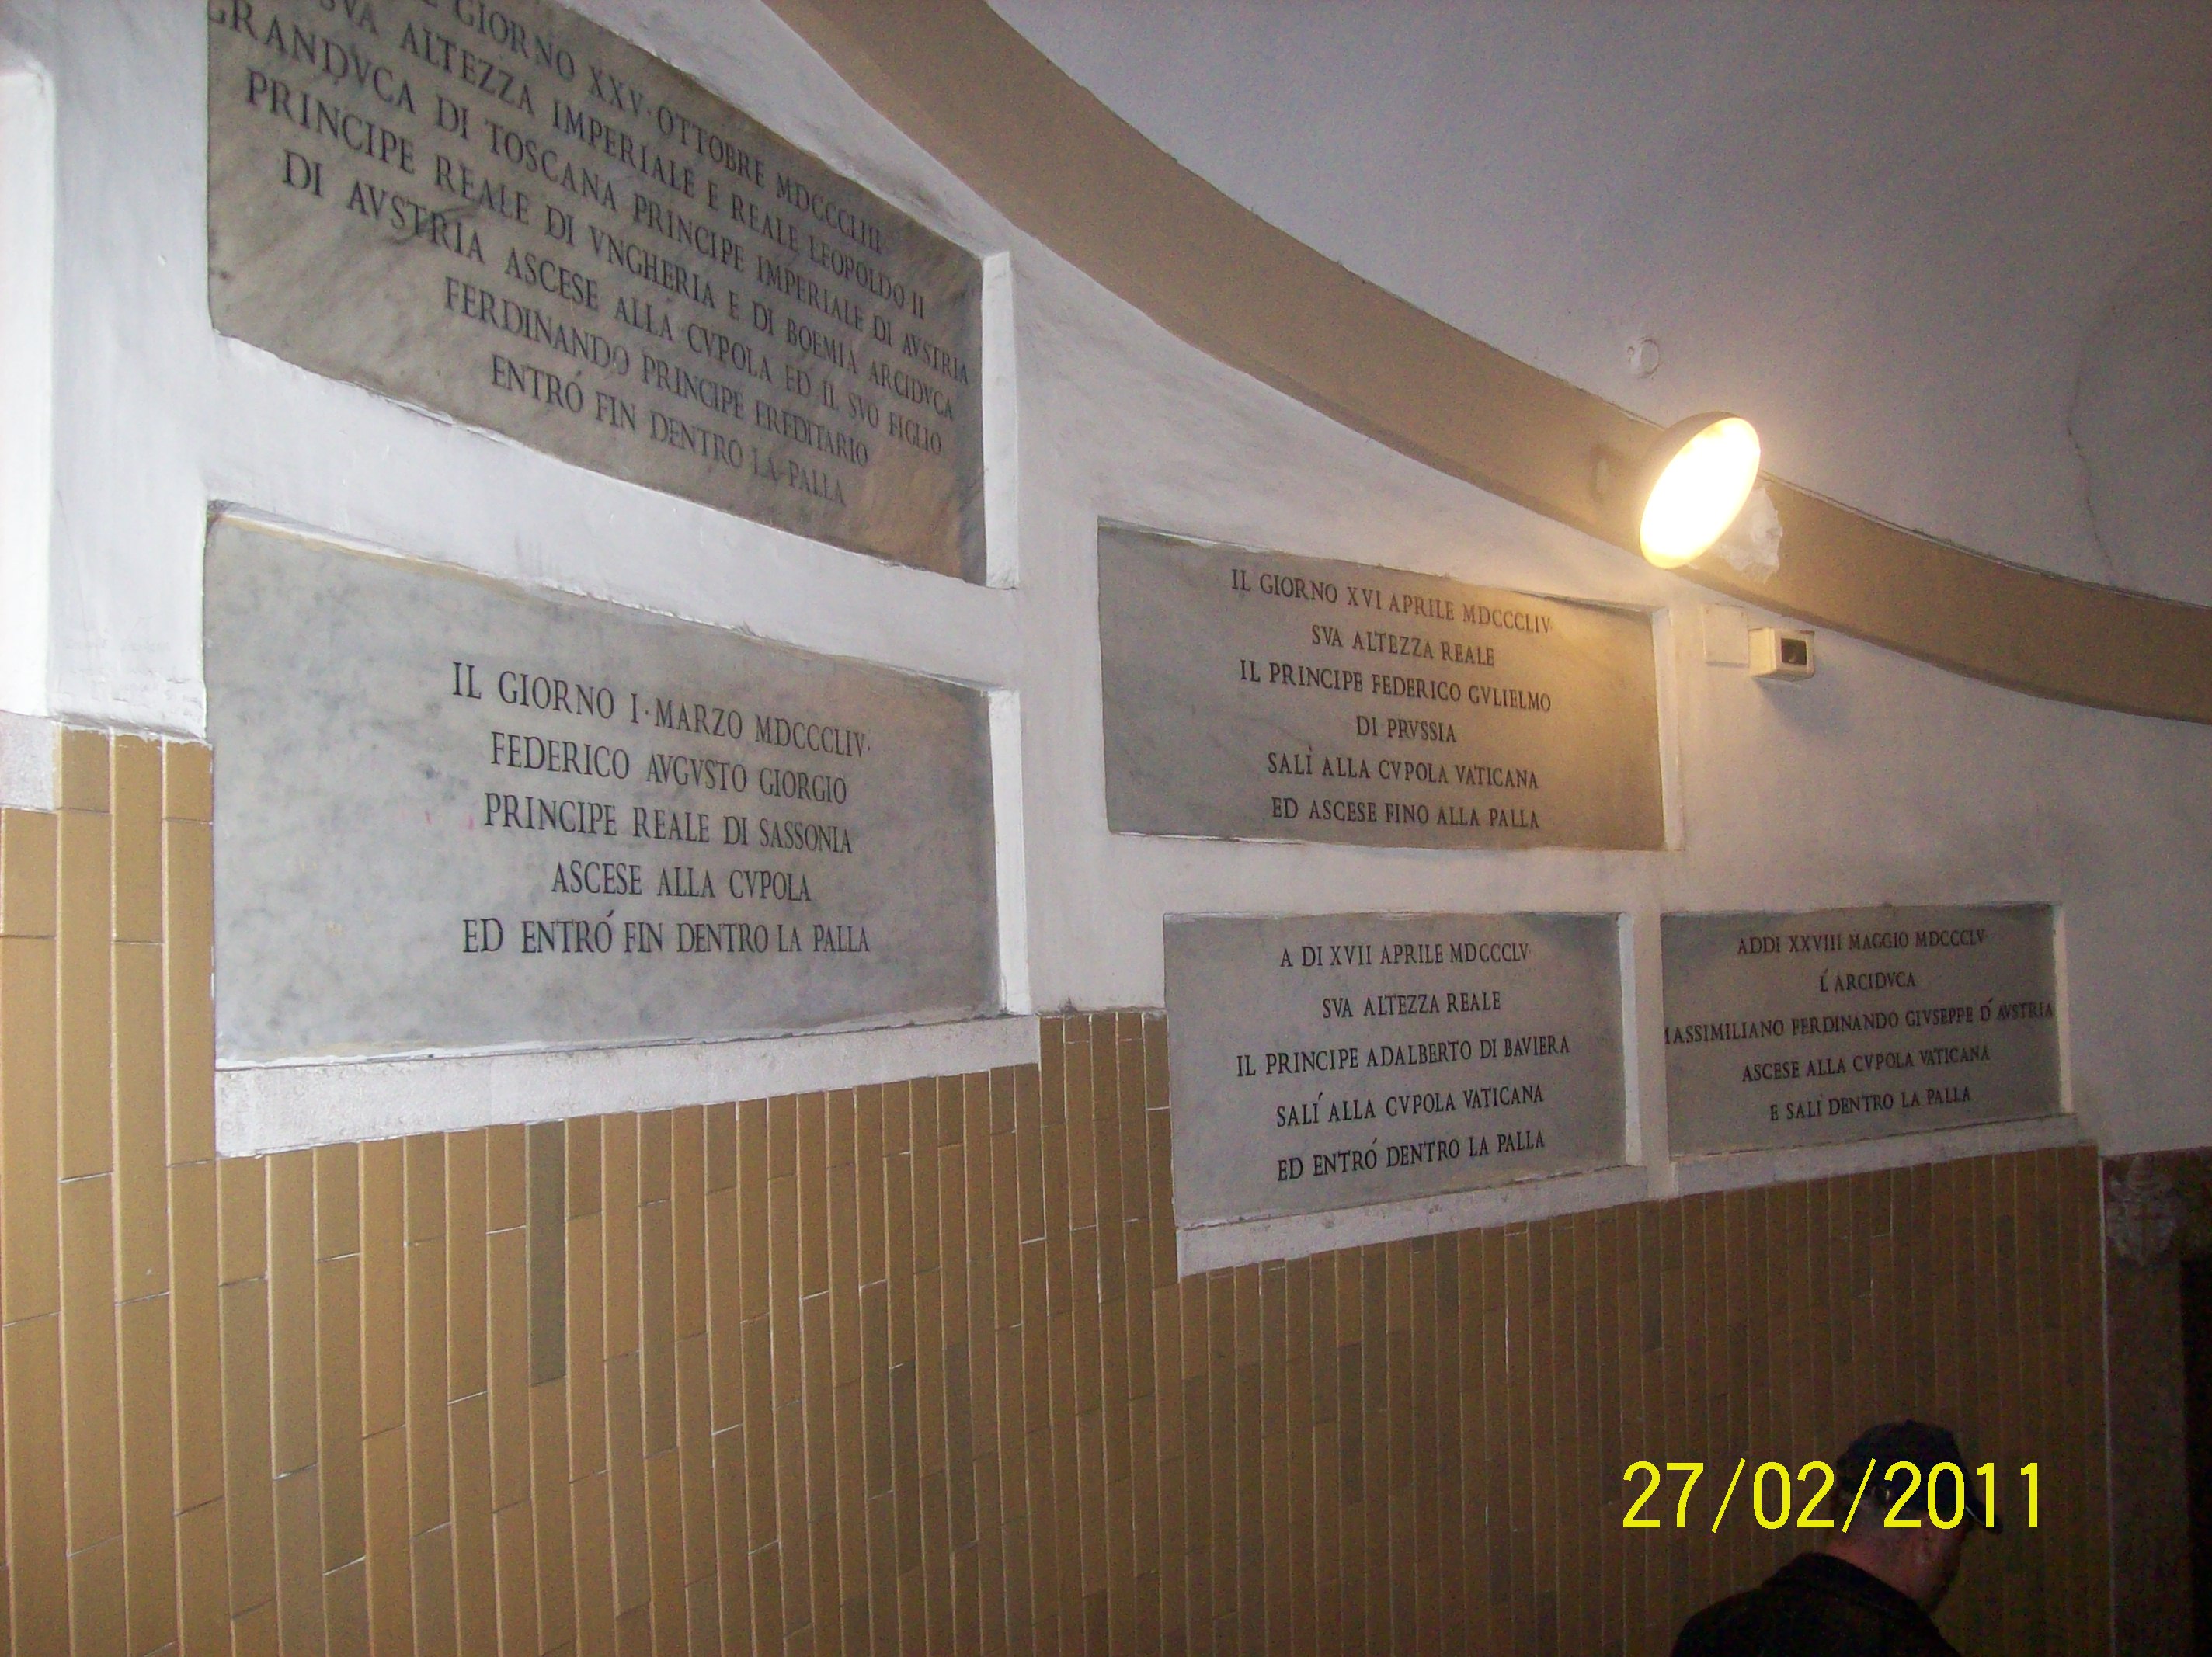 GIORNO XXV·OTTOBRE MDCCCLIII
SVA ALTEZZA IMPERIALE E REALE LEOPOLDO II
GRANDVCA DI TOSCANA PRINCIPE IMPERIALE DI AVSTRIA
PRINCIPE REALE DI VNGHERIA E DI BOEMIA ARCIDVCA
DI AVSTRIA ASCESE ALLA CVPOLA ED IL SVO FIGLIO
FERDINANDO PRINCIPE EREDITARIO
ENTRÓ FIN DENTRO LA PALLA
IL GIORNO I·MARZO MDCCCLIV·
FEDERICO AVGVSTO GIORGIO
PRINCIPE REALE DI SASSONIA
ASCESE ALLA CVPOLA
ED ENTRÓ FIN DENTRO LA PALLA
IL GIORNO XVI APRILE MDCCCLIV·
SVA ALTEZZA REALE
IL PRINCIPE FEDERICO GVLIELMO
DI PRVSSIA
SALÌ ALLA CVPOLA VATICANA
ED ASCESE FINO ALLA PALLA
A DI XVII APRILE MDCCCLV·
SVA ALTEZZA REALE
IL PRINCIPE ADALBERTO DI BAVIERA
SALÍ ALLA CVPOLA VATICANA
ED ENTRÓ DENTRO LA PALLA
ADDI XXVIII MAGGIO MDCCCLV·
L´ARCIDVCA
MASSIMILIANO FERDINANDO GIVSEPPE D´AVSTRIA
ASCESE ALLA CVPOLA VATICANA
E SALÌ DENTRO LA PALLA
27/02/2011